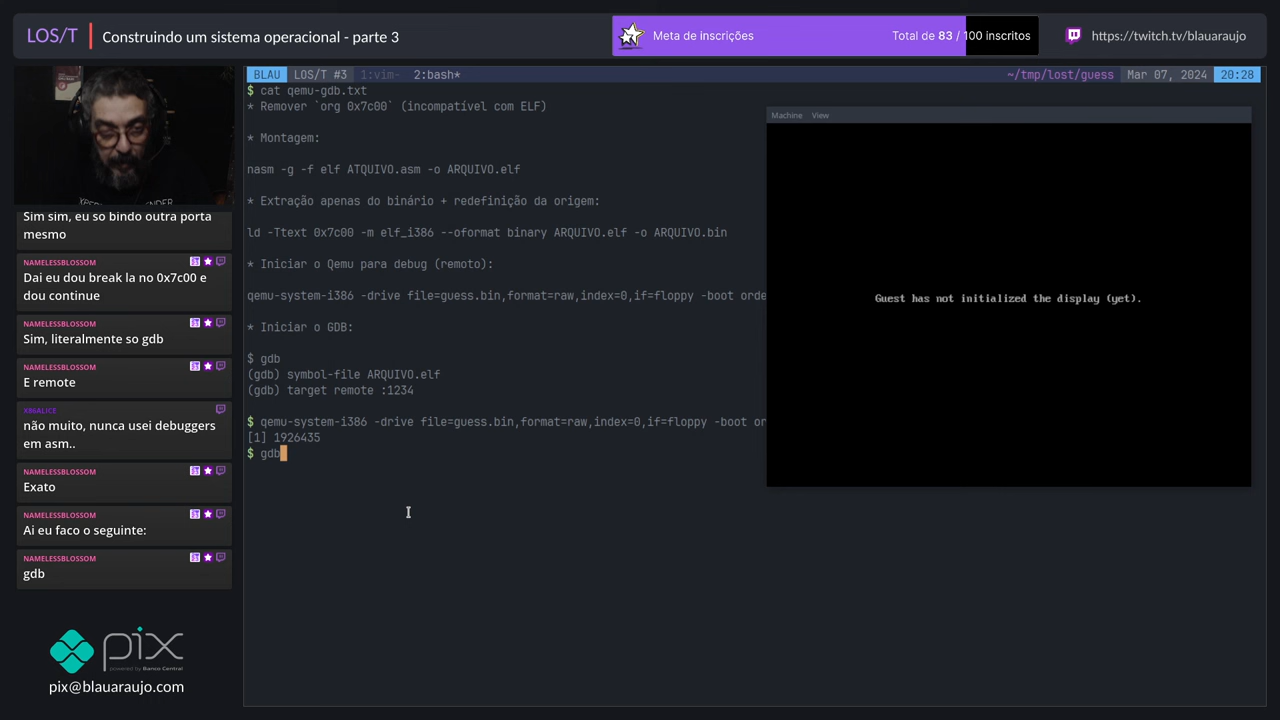 LOS/T
Construindo um sistema operacional - parte 3
Meta de inscrições
Total de 83 / 100 inscritos
https://twitch.tv/blauaraujo
BLAU LOS/T #3 1:vim- 2:bash*
~/tmp/lost/guess Mar 07, 2024 20:28
$ cat qemu-gdb.txt
* Remover `org 0x7c00` (incompatível com ELF)
* Montagem:
nasm -g -f elf ATQUIVO.asm -o ARQUIVO.elf
* Extração apenas do binário + redefinição da origem:
ld -Ttext 0x7c00 -m elf_i386 --oformat binary ARQUIVO.elf -o ARQUIVO.bin
* Iniciar o Qemu para debug (remoto):
qemu-system-i386 -drive file=guess.bin,format=raw,index=0,if=floppy -boot orde
* Iniciar o GDB:
$ gdb
(gdb) symbol-file ARQUIVO.elf
(gdb) target remote :1234
$ qemu-system-i386 -drive file=guess.bin,format=raw,index=0,if=floppy -boot or
[1] 1926435
$ gdb
Machine View
Guest has not initialized the display (yet).
Sim sim, eu so bindo outra porta
mesmo
NAMELESSBLOSSOM
Dai eu dou break la no 0x7c00 e
dou continue
NAMELESSBLOSSOM
Sim, literalmente so gdb
NAMELESSBLOSSOM
E remote
X86ALICE
não muito, nunca usei debuggers
em asm..
NAMELESSBLOSSOM
Exato
NAMELESSBLOSSOM
Ai eu faco o seguinte:
NAMELESSBLOSSOM
gdb
pix
powered by Banco Central
pix@blauaraujo.com